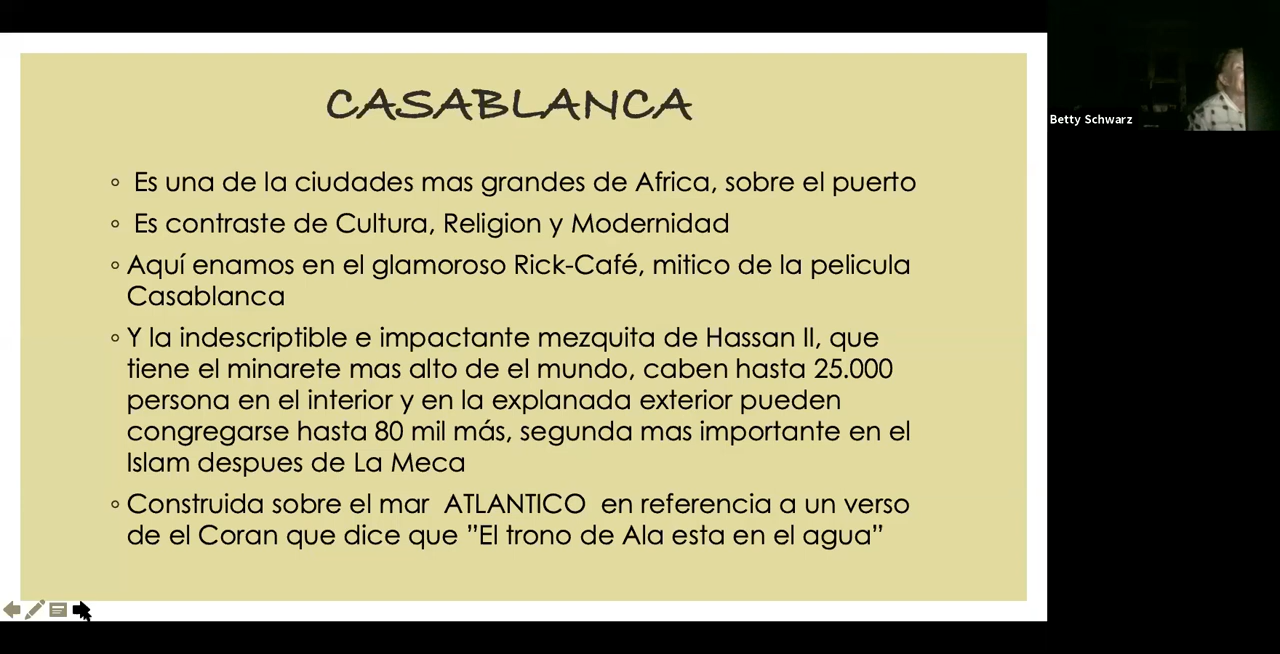 CASABLANCA
Es una de la ciudades mas grandes de Africa, sobre el puerto
Es contraste de Cultura, Religion y Modernidad
Aquí enamos en el glamoroso Rick-Café, mitico de la pelicula
Casablanca
Y la indescriptible e impactante mezquita de Hassan II, que
tiene el minarete mas alto de el mundo, caben hasta 25.000
persona en el interior y en la explanada exterior pueden
congregarse hasta 80 mil más, segunda mas importante en el
Islam despues de La Meca
Construida sobre el mar ATLANTICO en referencia a un verso
de el Coran que dice que ”El trono de Ala esta en el agua”
Betty Schwarz